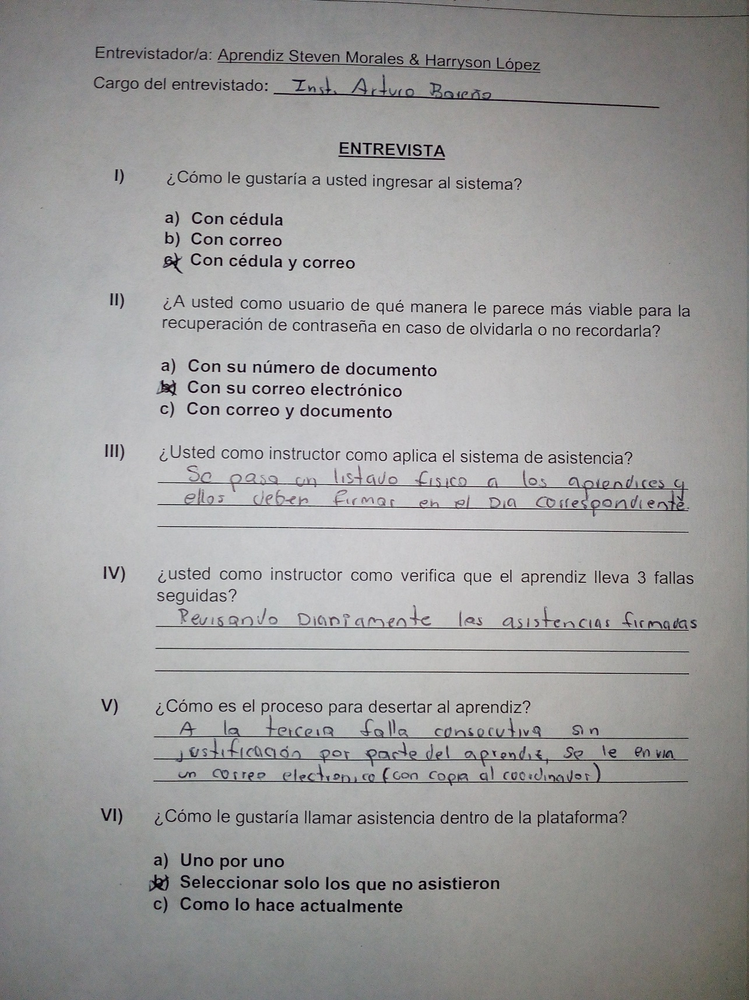 Entrevistador/a: Aprendiz Steven Morales & Harryson López
Cargo del entrevistado: Inst. Arturo Bareño
ENTREVISTA
I) ¿Cómo le gustaría a usted ingresar al sistema?
a) Con cédula
b) Con correo
c) Con cédula y correo
II) ¿A usted como usuario de qué manera le parece más viable para la
recuperación de contraseña en caso de olvidarla o no recordarla?
a) Con su número de documento
b) Con su correo electrónico
c) Con correo y documento
III) ¿Usted como instructor como aplica el sistema de asistencia?
Se pasa un listado fisico a los aprendices y
ellos deben firmar en el Dia correspondiente.
IV) ¿usted como instructor como verifica que el aprendiz lleva 3 fallas
seguidas?
Revisando Diariamente las asistencias firmadas
V) ¿Cómo es el proceso para desertar al aprendiz?
A la tercera falla consecutiva sin
justificación por parte del aprendiz, se le envia
un correo electronico (con copia al coordinador)
VI) ¿Cómo le gustaría llamar asistencia dentro de la plataforma?
a) Uno por uno
b) Seleccionar solo los que no asistieron
c) Como lo hace actualmente